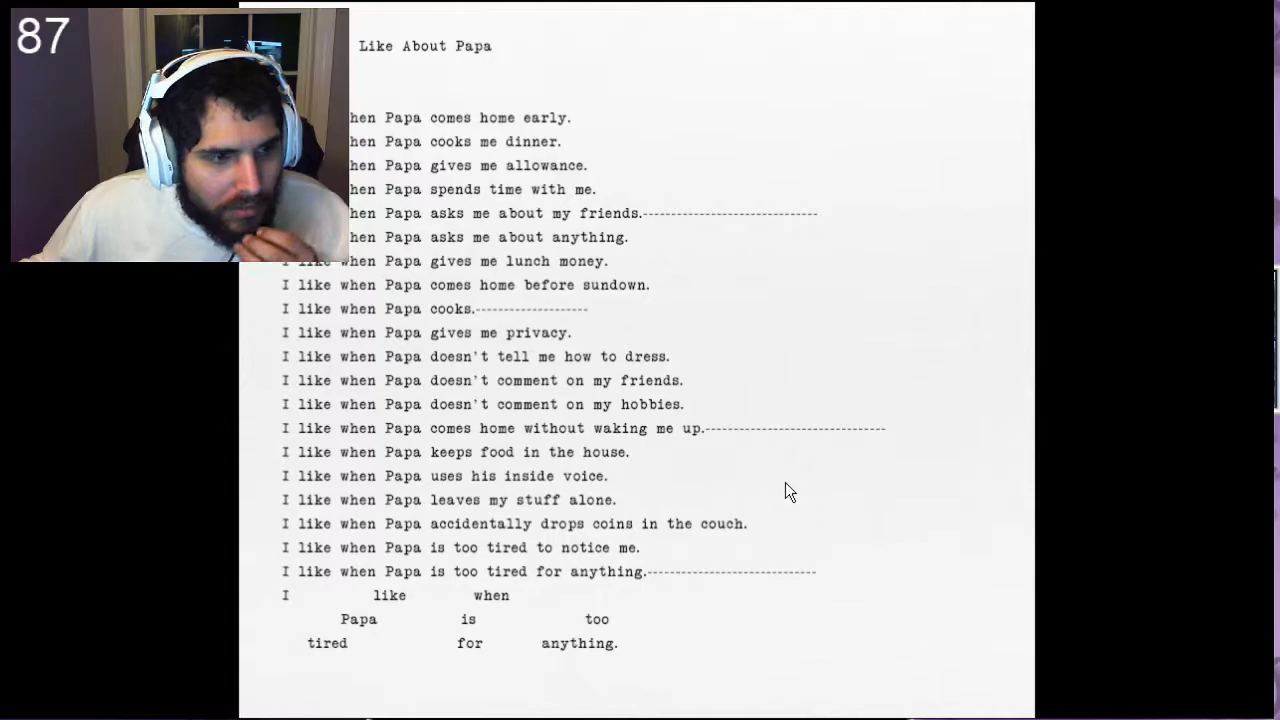 87
Like About Papa
hen Papa comes home early.
hen Papa cooks me dinner.
hen Papa gives me allowance.
hen Papa spends time with me.
hen Papa asks me about my friends.-------------------------------
hen Papa asks me about anything.
I like when Papa gives me lunch money.
I like when Papa comes home before sundown.
I like when Papa cooks.--------------------
I like when Papa gives me privacy.
I like when Papa doesn't tell me how to dress.
I like when Papa doesn't comment on my friends.
I like when Papa doesn't comment on my hobbies.
I like when Papa comes home without waking me up.--------------------------------
I like when Papa keeps food in the house.
I like when Papa uses his inside voice.
I like when Papa leaves my stuff alone.
I like when Papa accidentally drops coins in the couch.
I like when Papa is too tired to notice me.
I like when Papa is too tired for anything.------------------------------
I like when
Papa is too
tired for anything.